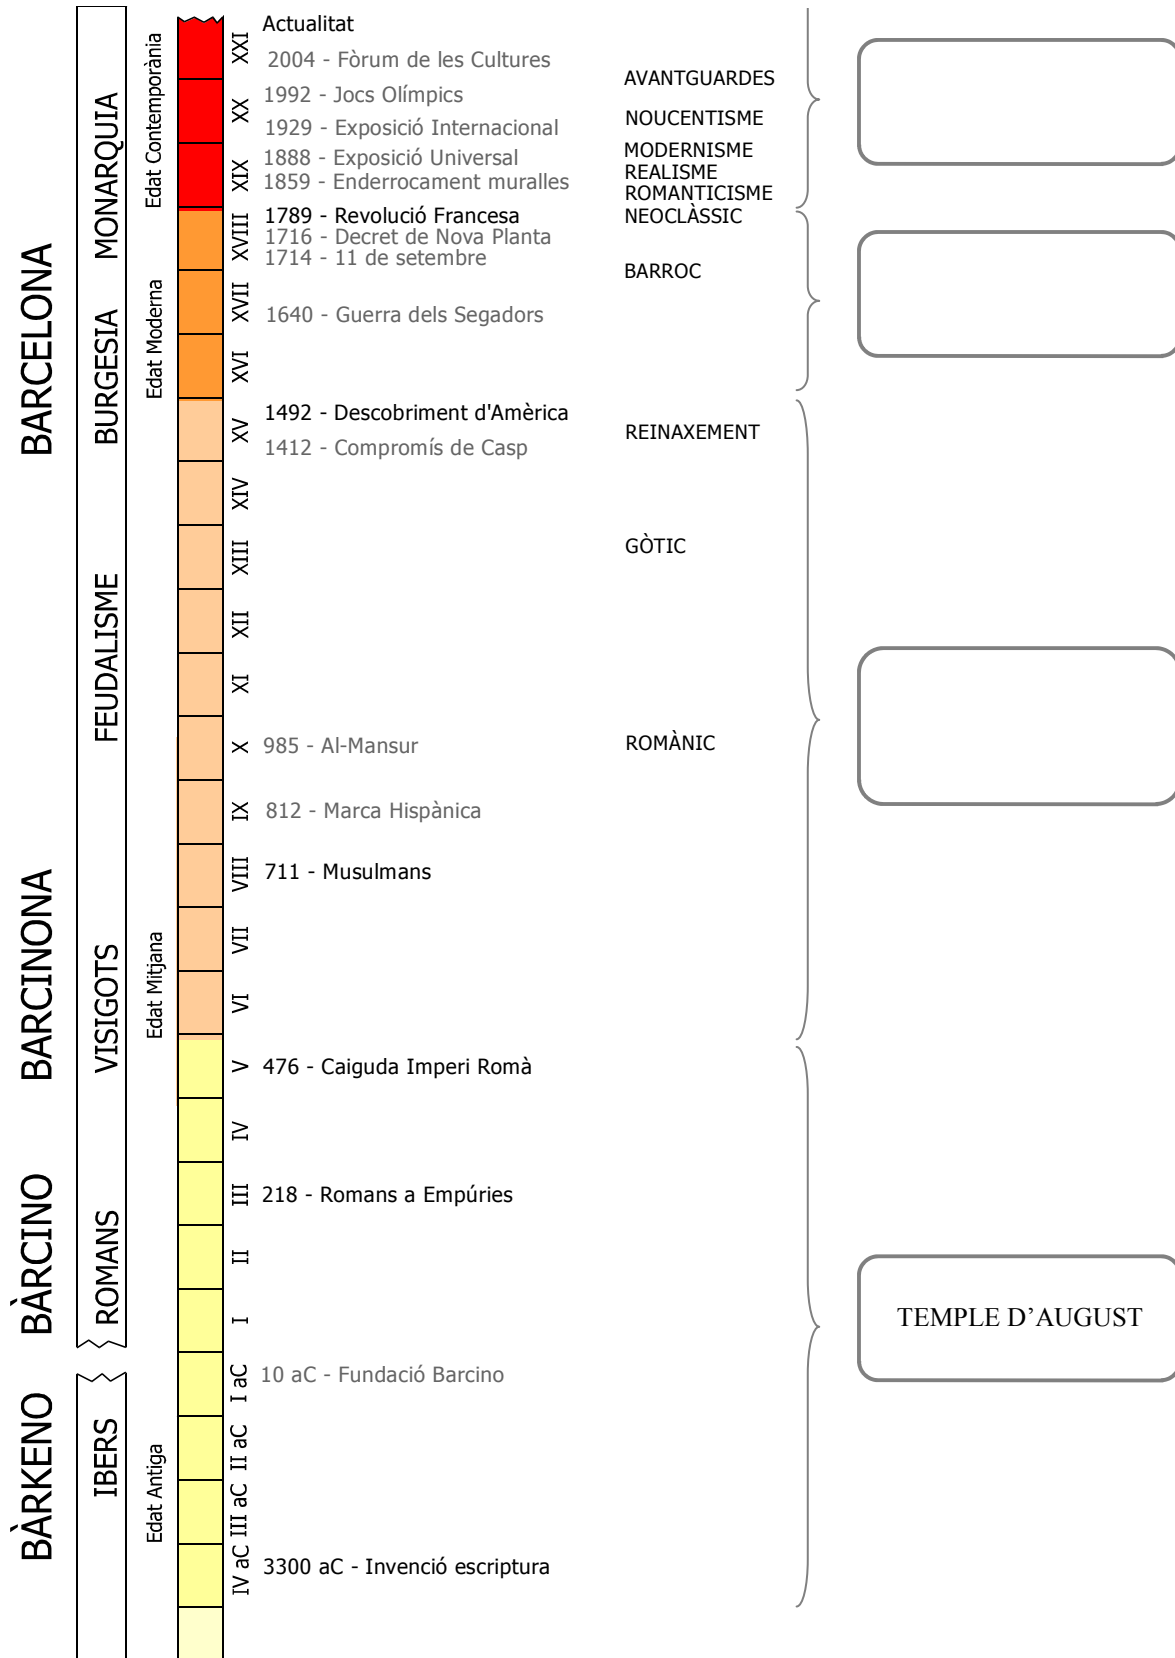 BARCELONA
BARCINONA
BÀRCINO
BÀRKENO
MONARQUIA
BURGESIA
FEUDALISME
VISIGOTS
ROMANS
IBERS
Edat Contemporània
Edat Moderna
Edat Mitjana
Edat Antiga
XXI
XX
XIX
XVIII
XVII
XVI
XV
XIV
XIII
XII
XI
X
IX
VIII
VII
VI
V
IV
III
II
I
I aC
II aC
III aC
IV aC
Actualitat
2004 - Fòrum de les Cultures
1992 - Jocs Olímpics
1929 - Exposició Internacional
1888 - Exposició Universal
1859 - Enderrocament muralles
1789 - Revolució Francesa
1716 - Decret de Nova Planta
1714 - 11 de setembre
1640 - Guerra dels Segadors
1492 - Descobriment d'Amèrica
1412 - Compromís de Casp
985 - Al-Mansur
812 - Marca Hispànica
711 - Musulmans
476 - Caiguda Imperi Romà
218 - Romans a Empúries
10 aC - Fundació Barcino
3300 aC - Invenció escriptura
AVANTGUARDES
NOUCENTISME
MODERNISME
REALISME
ROMANTICISME
NEOCLÀSSIC
BARROC
REINAXEMENT
GÒTIC
ROMÀNIC
TEMPLE D’AUGUST